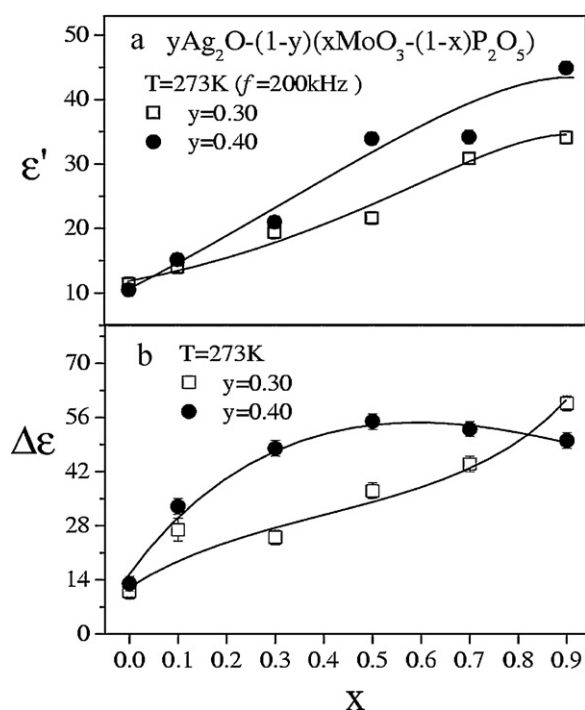 a yAg₂O-(1-y)(xMoO₃-(1-x)P₂O₅)
T=273K (f=200kHz )
y=0.30
y=0.40
50
40
30
20
10
ε'
b T=273K
y=0.30
y=0.40
70
56
42
28
14
0
Δε
0.0 0.1 0.2 0.3 0.4 0.5 0.6 0.7 0.8 0.9
X